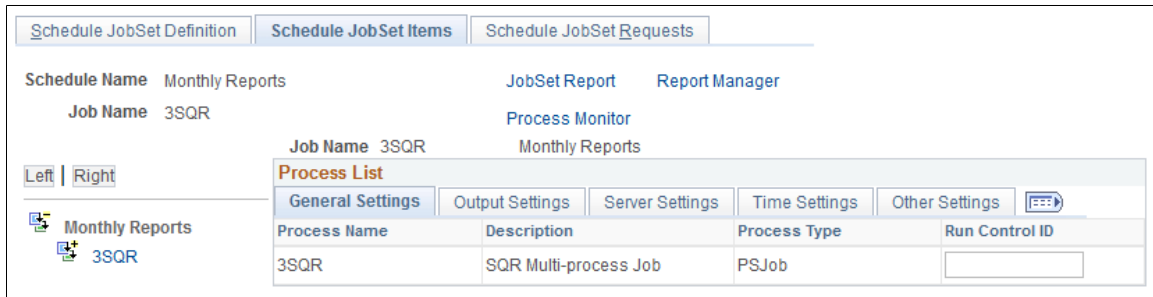 Schedule JobSet Definition Schedule JobSet Items Schedule JobSet Requests
Schedule Name Monthly Reports JobSet Report Report Manager
Job Name 3SQR Process Monitor
Job Name 3SQR Monthly Reports
Left | Right Process List
General Settings Output Settings Server Settings Time Settings Other Settings
Monthly Reports Process Name Description Process Type Run Control ID
3SQR 3SQR SQR Multi-process Job PSJob